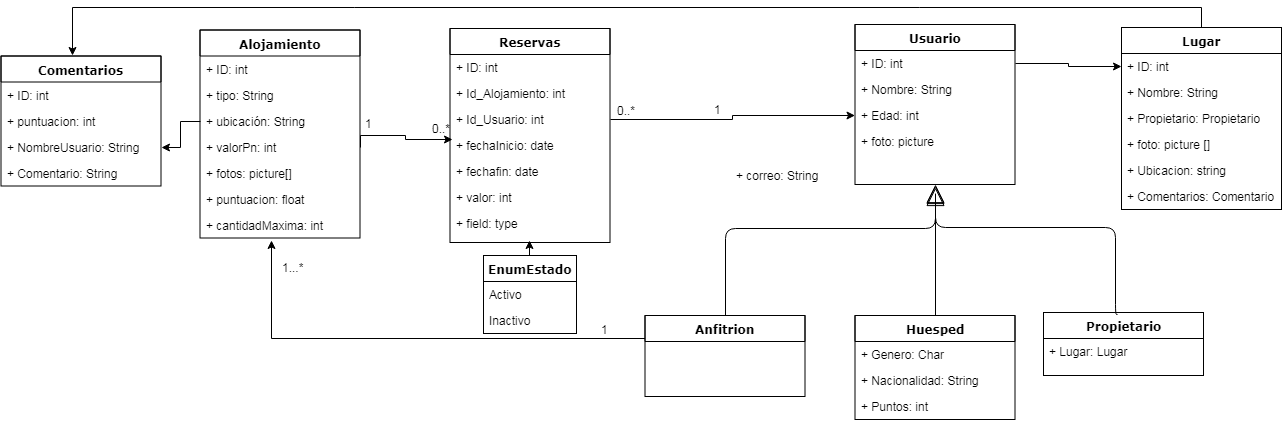 Comentarios
+ ID: int
+ puntuacion: int
+ NombreUsuario: String
+ Comentario: String
Alojamiento
+ ID: int
+ tipo: String
+ ubicación: String
+ valorPn: int
+ fotos: picture[]
+ puntuacion: float
+ cantidadMaxima: int
1
0..*
Reservas
+ ID: int
+ Id_Alojamiento: int
+ Id_Usuario: int
+ fechaInicio: date
+ fechafin: date
+ valor: int
+ field: type
0..*
1
Usuario
+ ID: int
+ Nombre: String
+ Edad: int
+ foto: picture
+ correo: String
Lugar
+ ID: int
+ Nombre: String
+ Propietario: Propietario
+ foto: picture []
+ Ubicacion: string
+ Comentarios: Comentario
1...*
EnumEstado
Activo
Inactivo
1
Anfitrion
Huesped
+ Genero: Char
+ Nacionalidad: String
+ Puntos: int
Propietario
+ Lugar: Lugar